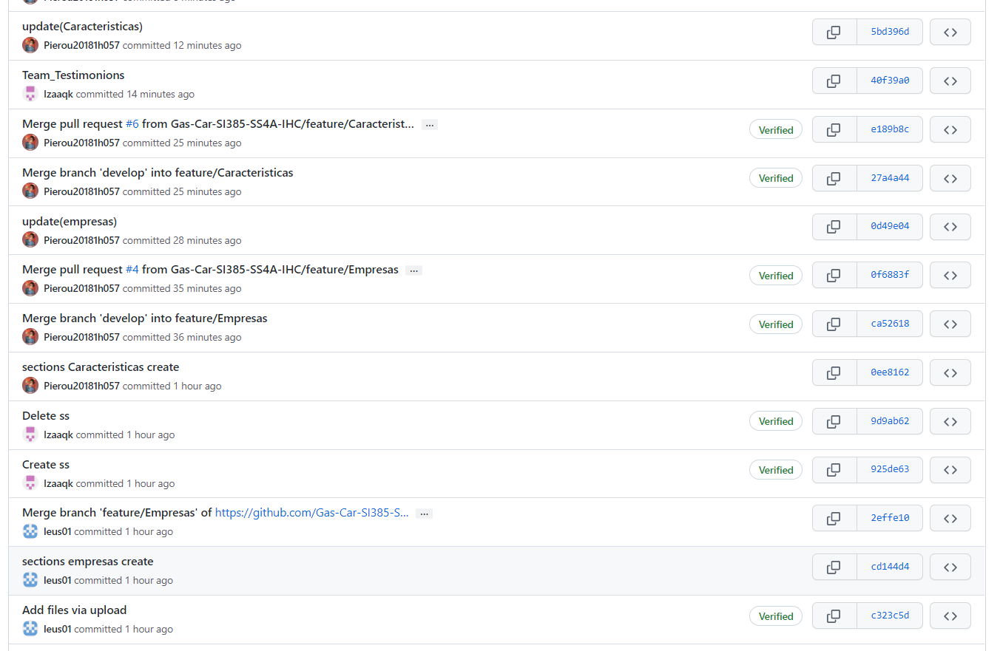 update(Caracteristicas)
5bd396d
Pierou20181h057 committed 12 minutes ago
Team_Testimonions
40f39a0
Izaaqk committed 14 minutes ago
Merge pull request #6 from Gas-Car-SI385-SS4A-IHC/feature/Caracterist... ...
Verified
e189b8c
Pierou20181h057 committed 25 minutes ago
Merge branch 'develop' into feature/Caracteristicas
Verified
27a4a44
Pierou20181h057 committed 25 minutes ago
update(empresas)
0d49e04
Pierou20181h057 committed 28 minutes ago
Merge pull request #4 from Gas-Car-SI385-SS4A-IHC/feature/Empresas ...
Verified
0f6883f
Pierou20181h057 committed 35 minutes ago
Merge branch 'develop' into feature/Empresas
Verified
ca52618
Pierou20181h057 committed 36 minutes ago
sections Caracteristicas create
0ee8162
Pierou20181h057 committed 1 hour ago
Delete ss
Verified
9d9ab62
Izaaqk committed 1 hour ago
Create ss
Verified
925de63
Izaaqk committed 1 hour ago
Merge branch 'feature/Empresas' of https://github.com/Gas-Car-SI385-S... ...
2effe10
leus01 committed 1 hour ago
sections empresas create
cd144d4
leus01 committed 1 hour ago
Add files via upload
Verified
c323c5d
leus01 committed 1 hour ago